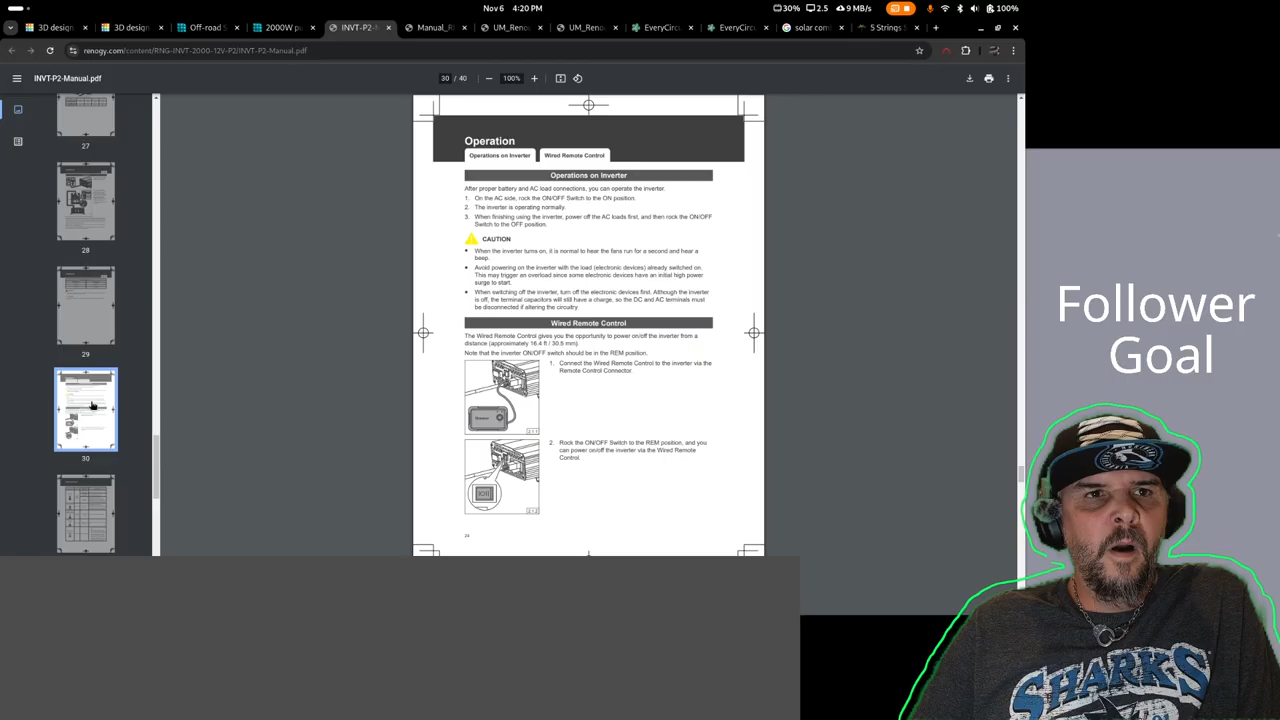 Nov 6 4:20 PM
30% 2.5 9 MB/s 100%
3D design
3D design
Off-road S
2000W p
INVT-P2-M
Manual_RE
UM_Reno
UM_Reno
EveryCirc
EveryCirc
solar com
5 Strings S
renogy.com/content/RNG-INVT-2000-12V-P2/INVT-P2-Manual.pdf
INVT-P2-Manual.pdf
30 / 40
100%
27
28
29
30
Operation
Operations on Inverter
Wired Remote Control
Operations on Inverter
After proper battery and AC load connections, you can operate the inverter.
1. On the AC side, rock the ON/OFF Switch to the ON position.
2. The inverter is operating normally.
3. When finishing using the inverter, power off the AC loads first, and then rock the ON/OFF
Switch to the OFF position.
CAUTION
When the inverter turns on, it is normal to hear the fans run for a second and hear a
beep.
Avoid powering on the inverter with the load (electronic devices) already switched on.
This may trigger an overload since some electronic devices have an initial high power
surge to start.
When switching off the inverter, turn off the electronic devices first. Although the inverter
is off, the terminal capacitors will still have a charge, so the DC and AC terminals must
be disconnected if altering the circuitry.
Wired Remote Control
The Wired Remote Control gives you the opportunity to power on/off the inverter from a
distance (approximately 16.4 ft / 30.5 mm).
Note that the inverter ON/OFF switch should be in the REM position.
1. Connect the Wired Remote Control to the inverter via the
Remote Control Connector.
2.1.1
2. Rock the ON/OFF Switch to the REM position, and you
can power on/off the inverter via the Wired Remote
Control.
2.1.2
24
Follower
Goal
SHARKS